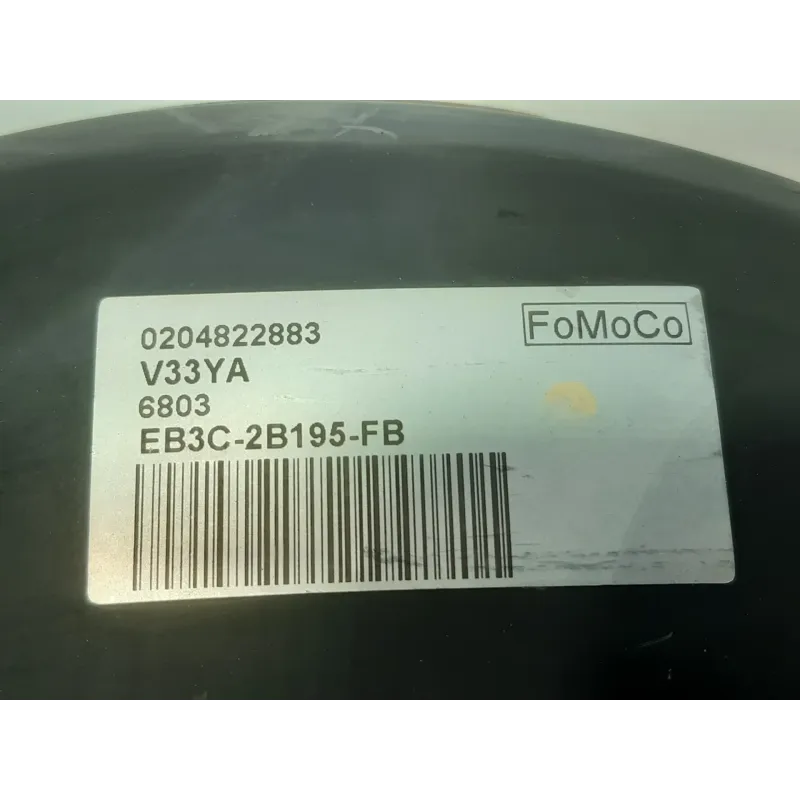 0204822883
FoMoCo
V33YA
6803
EB3C-2B195-FB